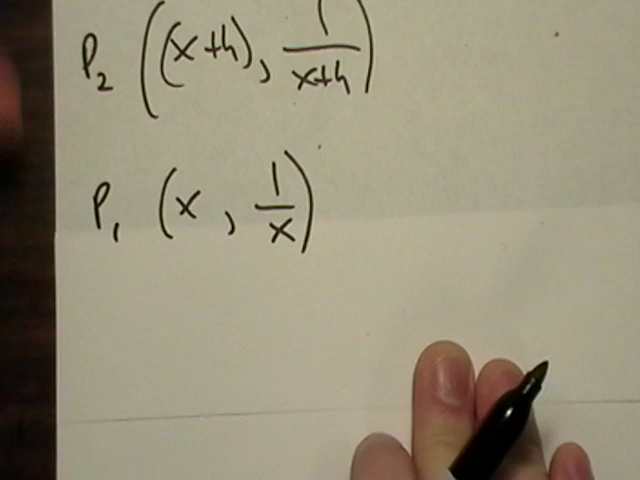 P₂ ((x+h), 1/(x+h))
P₁ (x, 1/x)